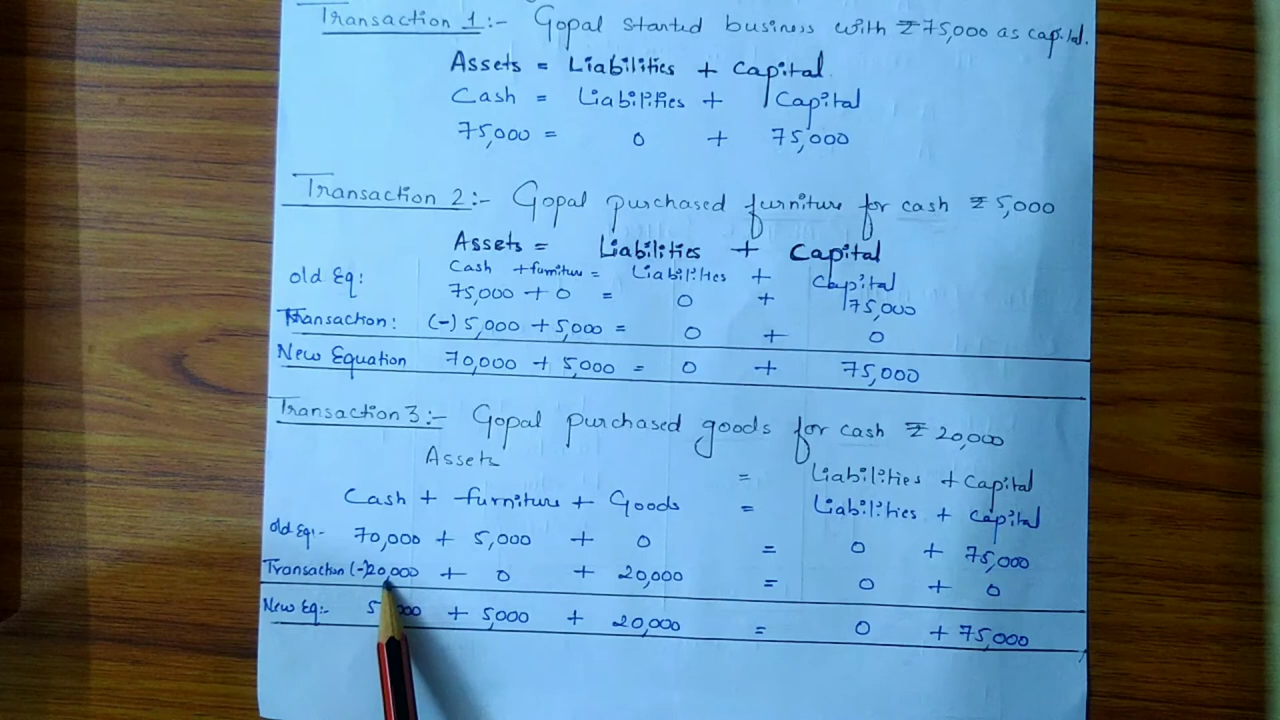 Transaction 1:- Gopal started business with ₹75,000 as capital.
Assets = Liabilities + Capital
Cash = Liabilities + Capital
75,000 = 0 + 75,000
Transaction 2:- Gopal purchased furniture for cash ₹5,000
Assets = Liabilities + Capital
Cash + furniture = Liabilities + Capital
old Eq: 75,000 + 0 = 0 + 75,000
Transaction: (-) 5,000 + 5,000 = 0 + 0
New Equation 70,000 + 5,000 = 0 + 75,000
Transaction 3:- Gopal purchased goods for cash ₹20,000
Assets = Liabilities + Capital
Cash + furniture + Goods = Liabilities + Capital
old Eq:- 70,000 + 5,000 + 0 = 0 + 75,000
Transaction (-)20,000 + 0 + 20,000 = 0 + 0
New Eq:- + 5,000 + 20,000 = 0 + 75,000